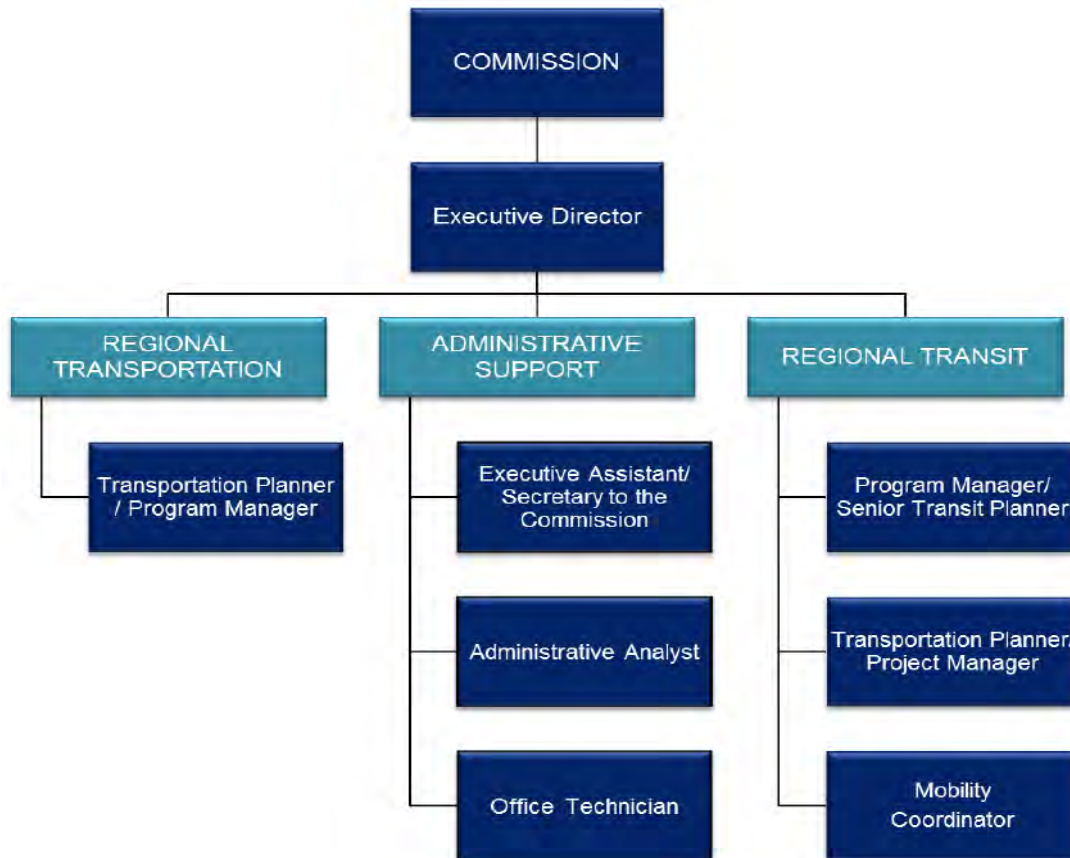 COMMISSION
Executive Director
REGIONAL
TRANSPORTATION
ADMINISTRATIVE
SUPPORT
REGIONAL TRANSIT
Transportation Planner
/ Program Manager
Executive Assistant/
Secretary to the
Commission
Program Manager/
Senior Transit Planner
Administrative Analyst
Transportation Planner/
Project Manager
Office Technician
Mobility
Coordinator